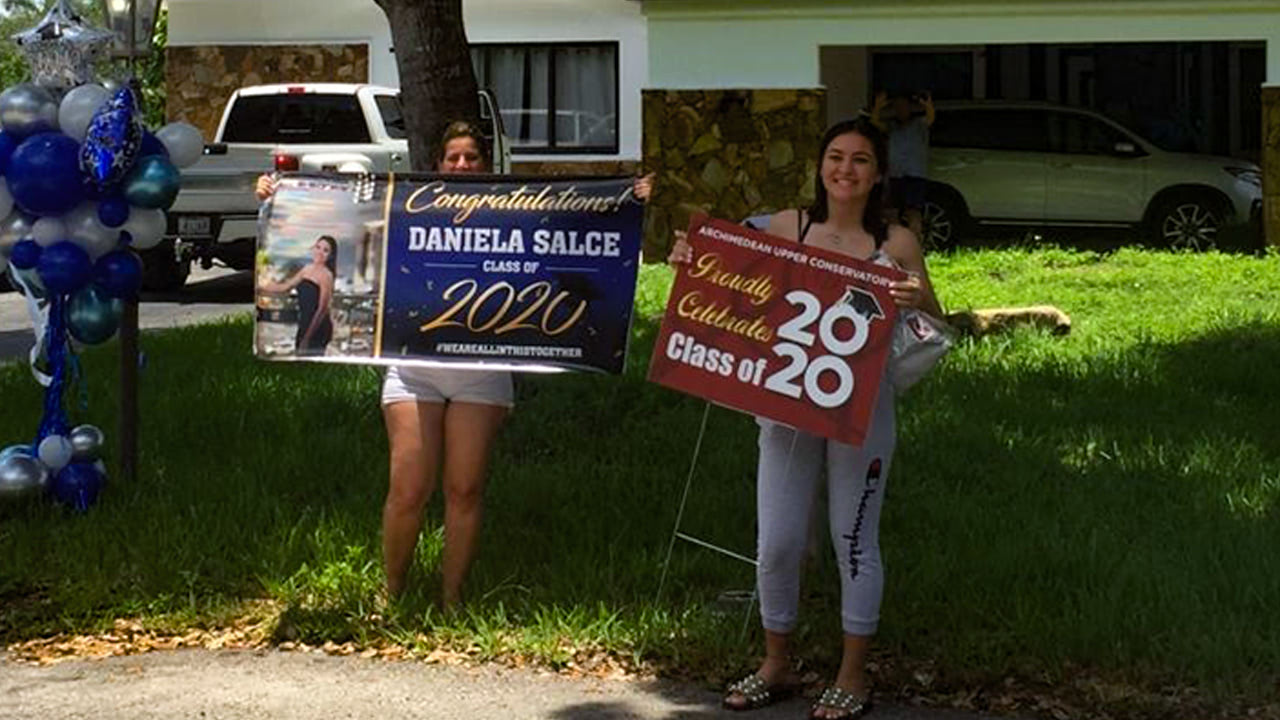 Congratulations!
DANIELA SALCE
CLASS OF
2020
#WEAREALLINTHISTOGETHER
ARCHIMEDEAN UPPER CONSERVATORY
Proudly
Celebrates
Class of
20
20
Champion